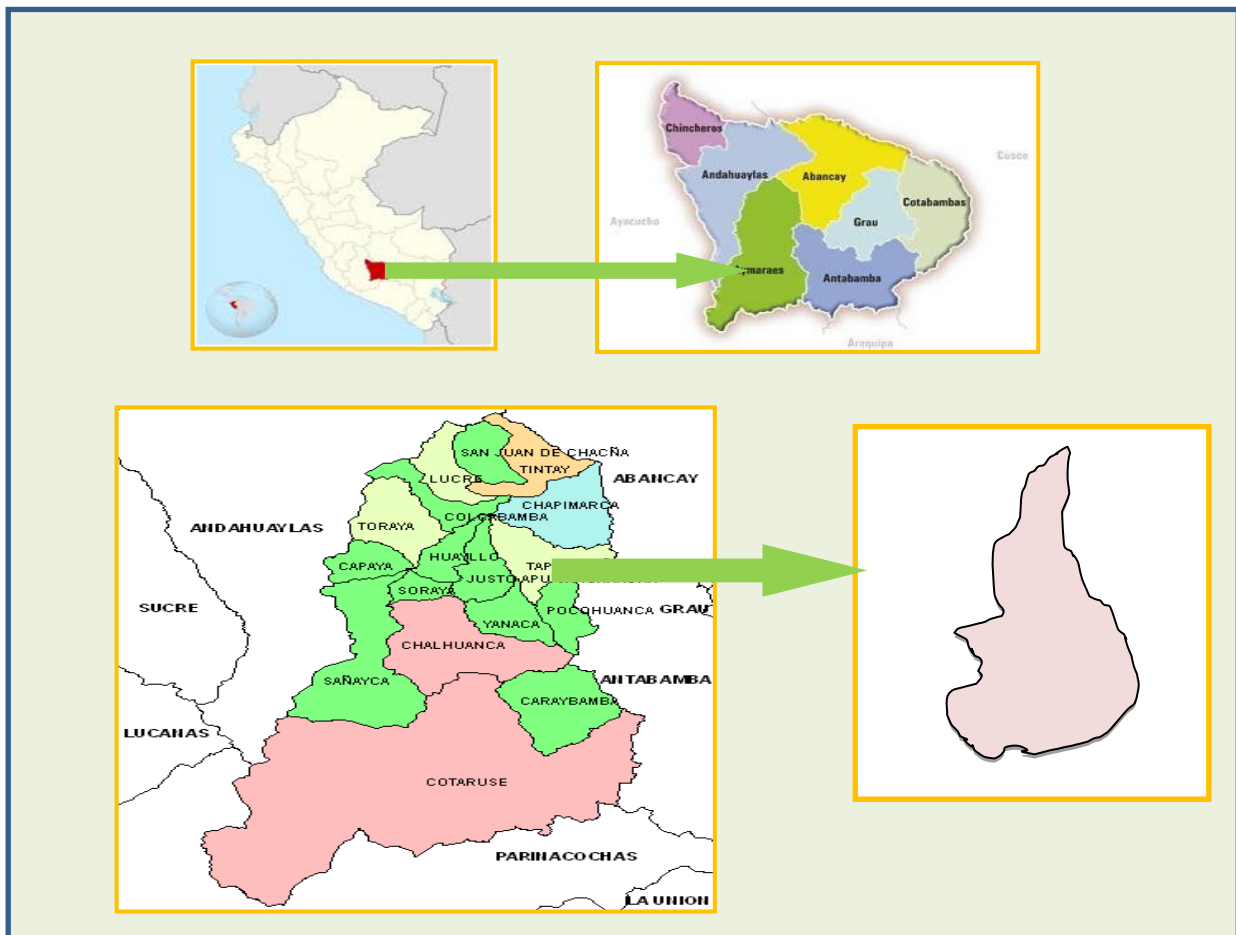 Chincheros
Cusco
Andahuaylas
Abancay
Cotabambas
Ayacucho
Grau
Antabamba
Arequipa
SAN JUAN DE CHACÑA
TINTAY
LUCRE
ABANCAY
CHAPIMARCA
COLCABAMBA
ANDAHUAYLAS
TORAYA
HUAYLLO
CAPAYA
JUSTO APU
SORAYA
SUCRE
POCOHUANCA
GRAU
YANACA
CHALHUANCA
SAÑAYCA
ANTABAMBA
CARAYBAMBA
LUCANAS
COTARUSE
PARINACOCHAS
LA UNION